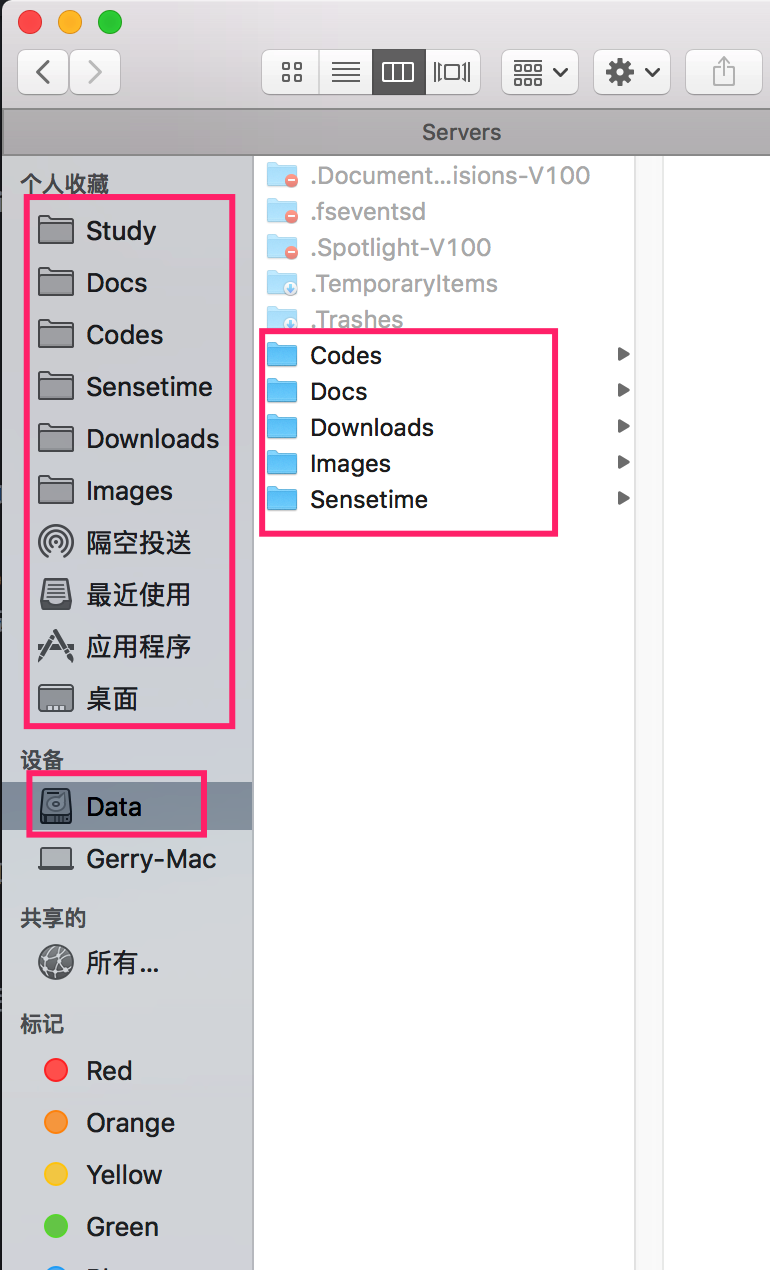 Servers
个人收藏
Study
Docs
Codes
Sensetime
Downloads
Images
隔空投送
最近使用
应用程序
桌面
设备
Data
Gerry-Mac
共享的
所有...
标记
Red
Orange
Yellow
Green
.Document...isions-V100
.fseventsd
.Spotlight-V100
.TemporaryItems
.Trashes
Codes
Docs
Downloads
Images
Sensetime